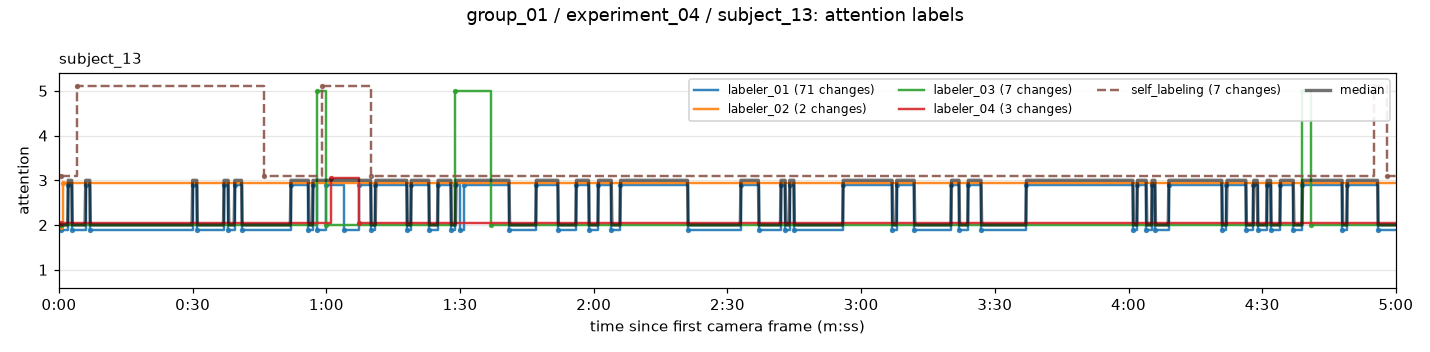 group_01 / experiment_04 / subject_13: attention labels
subject_13
labeler_01 (71 changes)
labeler_02 (2 changes)
labeler_03 (7 changes)
labeler_04 (3 changes)
self_labeling (7 changes)
median
attention
5
4
3
2
1
0:00
0:30
1:00
1:30
2:00
2:30
3:00
3:30
4:00
4:30
5:00
time since first camera frame (m:ss)